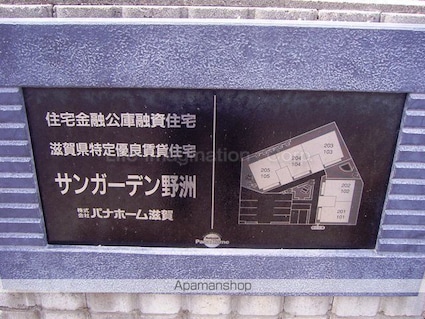 住宅金融公庫融資住宅
滋賀県特定優良賃貸住宅
サンガーデン野洲
株式会社 パナホーム滋賀
203
103
204
104
205
105
202
102
201
101
PanaHome
Apamanshop